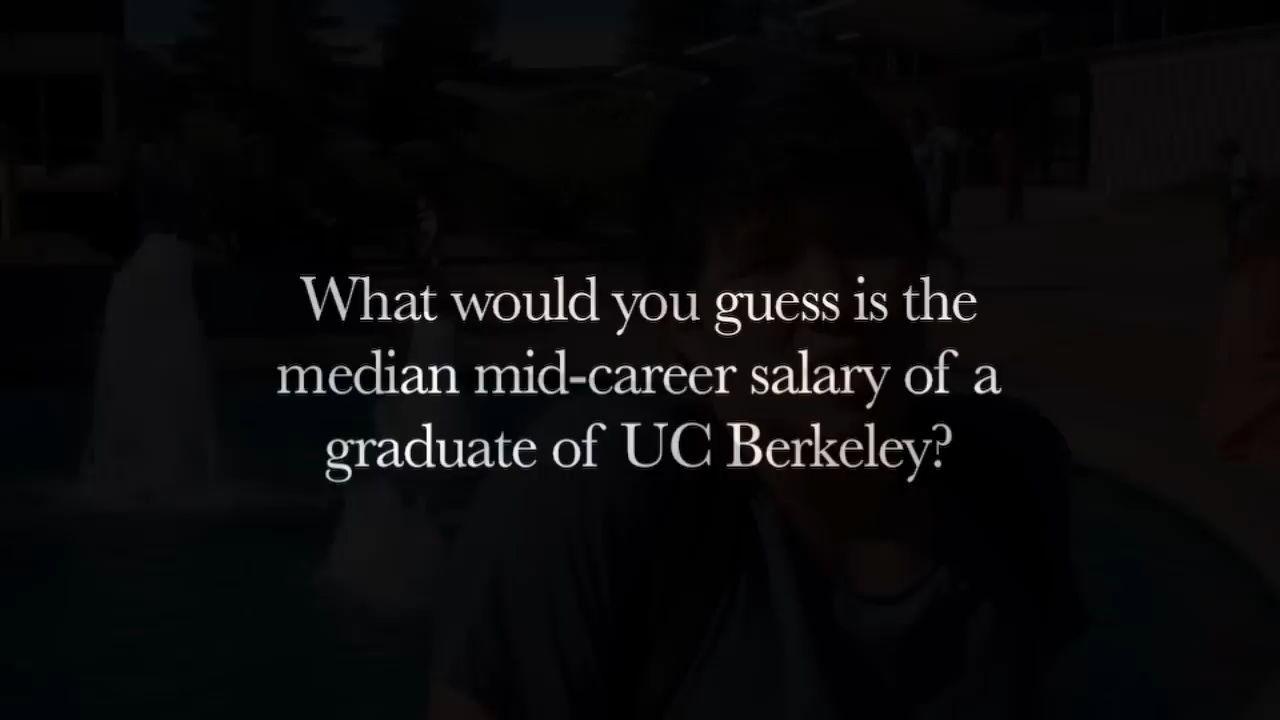 What would you guess is the
median mid-career salary of a
graduate of UC Berkeley?